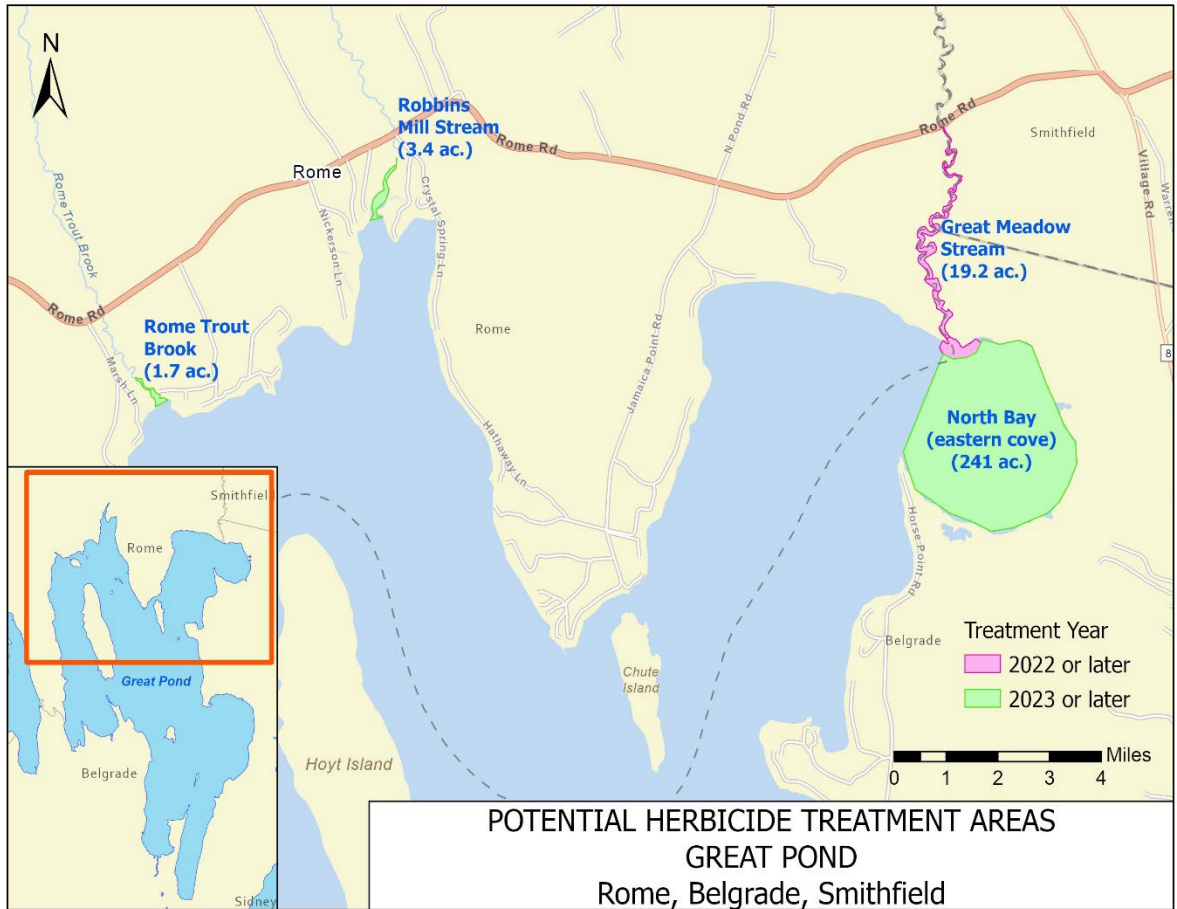 N
Robbins
Mill Stream
(3.4 ac.)
Rome Rd
Rome Rd
Rome Rd
Rome
Smithfield
N Pond Rd
Village Rd
Rome Trout Brook
Nickerson Ln
Crystal Spring Ln
Great Meadow
Stream
(19.2 ac.)
Rome
Jamaica Point Rd
Rome Trout
Brook
(1.7 ac.)
Marsh Ln
8
Hathaway Ln
North Bay
(eastern cove)
(241 ac.)
Horse Point Rd
Smithfield
Rome
Great Pond
Belgrade
Sidney
Hoyt Island
Chute
Island
Belgrade
Treatment Year
2022 or later
2023 or later
Miles
0 1 2 3 4
POTENTIAL HERBICIDE TREATMENT AREAS
GREAT POND
Rome, Belgrade, Smithfield